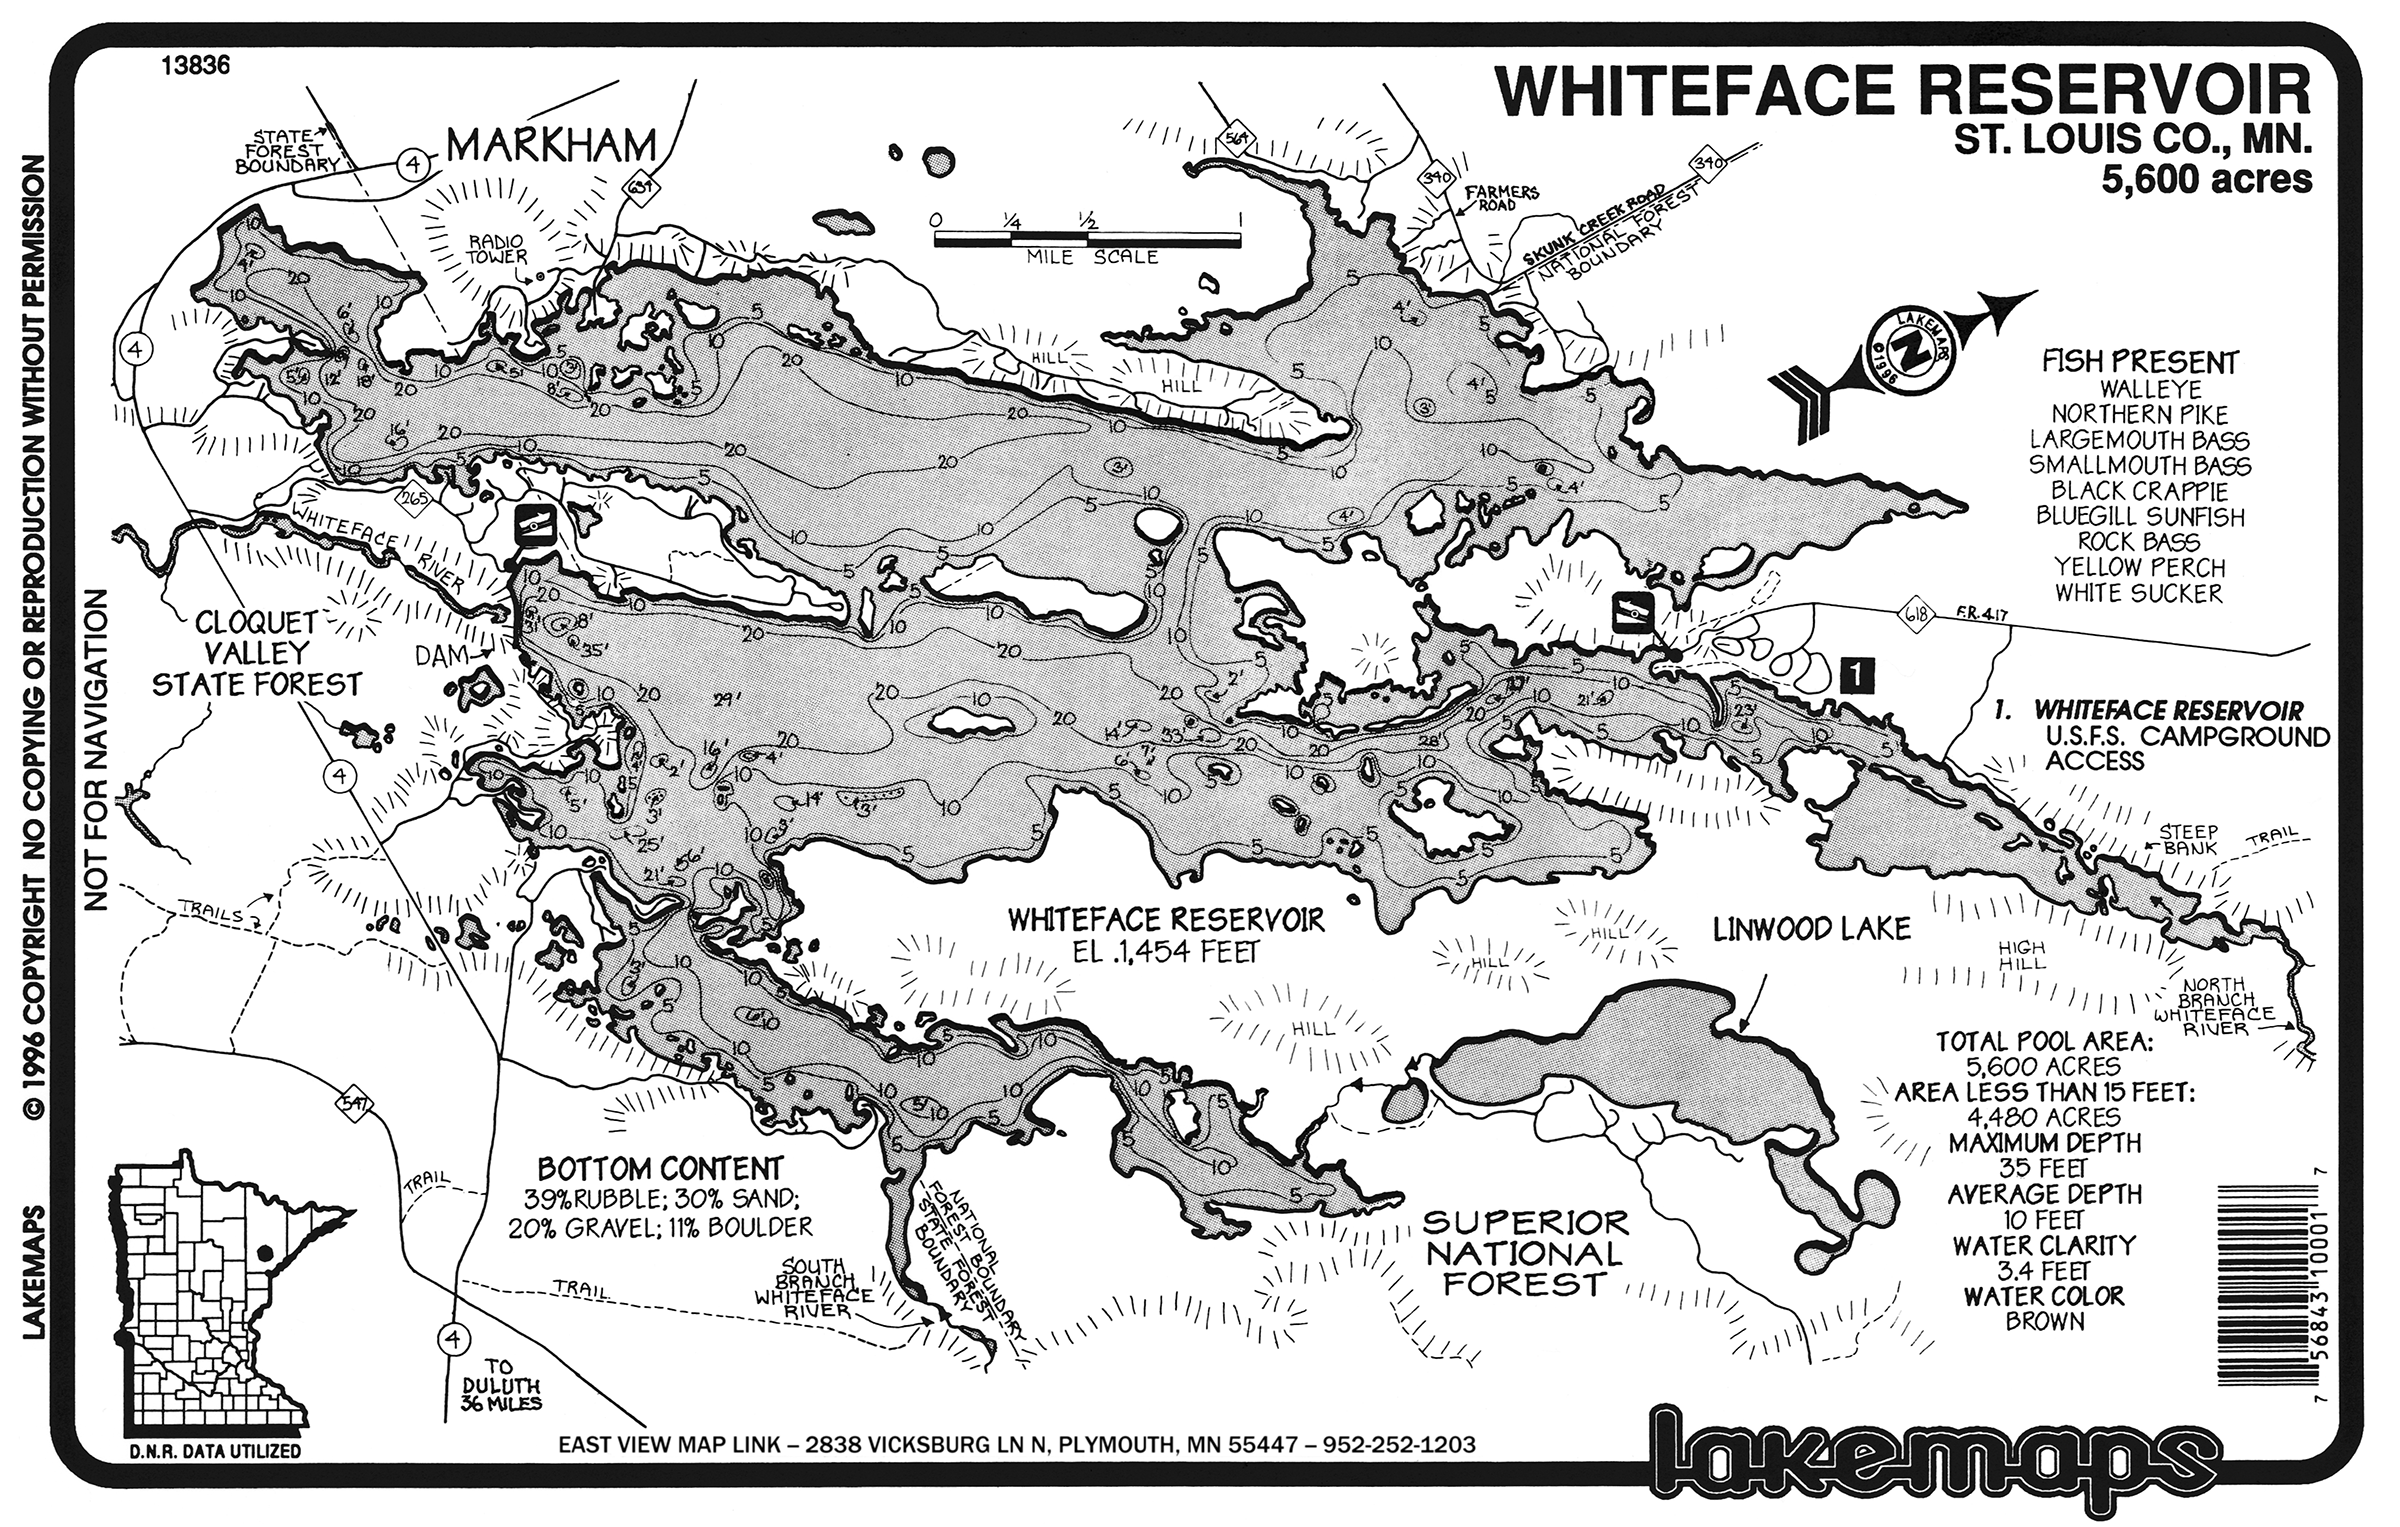 13836
WHITEFACE RESERVOIR
ST. LOUIS CO., MN.
5,600 acres
STATE
FOREST
BOUNDARY
4
MARKHAM
634
RADIO
TOWER
0 1/4 1/2 1
MILE SCALE
564
340
FARMERS
ROAD
340
SKUNK CREEK ROAD
NATIONAL FOREST
BOUNDARY
LAKEMAPS
N
©1996
FISH PRESENT
WALLEYE
NORTHERN PIKE
LARGEMOUTH BASS
SMALLMOUTH BASS
BLACK CRAPPIE
BLUEGILL SUNFISH
ROCK BASS
YELLOW PERCH
WHITE SUCKER
4
HILL
HILL
265
WHITEFACE RIVER
CLOQUET
VALLEY
STATE FOREST
DAM
4
618
F.R. 417
1
1. WHITEFACE RESERVOIR
U.S.F.S. CAMPGROUND
ACCESS
STEEP
BANK
TRAIL
TRAILS
WHITEFACE RESERVOIR
EL .1,454 FEET
HILL
HILL
HILL
LINWOOD LAKE
HIGH
HILL
NORTH
BRANCH
WHITEFACE
RIVER
TOTAL POOL AREA:
5,600 ACRES
AREA LESS THAN 15 FEET:
4,480 ACRES
MAXIMUM DEPTH
35 FEET
AVERAGE DEPTH
10 FEET
WATER CLARITY
3.4 FEET
WATER COLOR
BROWN
547
TRAIL
BOTTOM CONTENT
39%RUBBLE; 30% SAND;
20% GRAVEL; 11% BOULDER
SOUTH
BRANCH
WHITEFACE
RIVER
NATIONAL BOUNDARY
FOREST
STATE FOREST
BOUNDARY
TRAIL
SUPERIOR
NATIONAL
FOREST
4
TO
DULUTH
36 MILES
D.N.R. DATA UTILIZED
EAST VIEW MAP LINK – 2838 VICKSBURG LN N, PLYMOUTH, MN 55447 – 952-252-1203
lakemaps
7 56843 10001 7
NOT FOR NAVIGATION
LAKEMAPS © 1996 COPYRIGHT NO COPYING OR REPRODUCTION WITHOUT PERMISSION